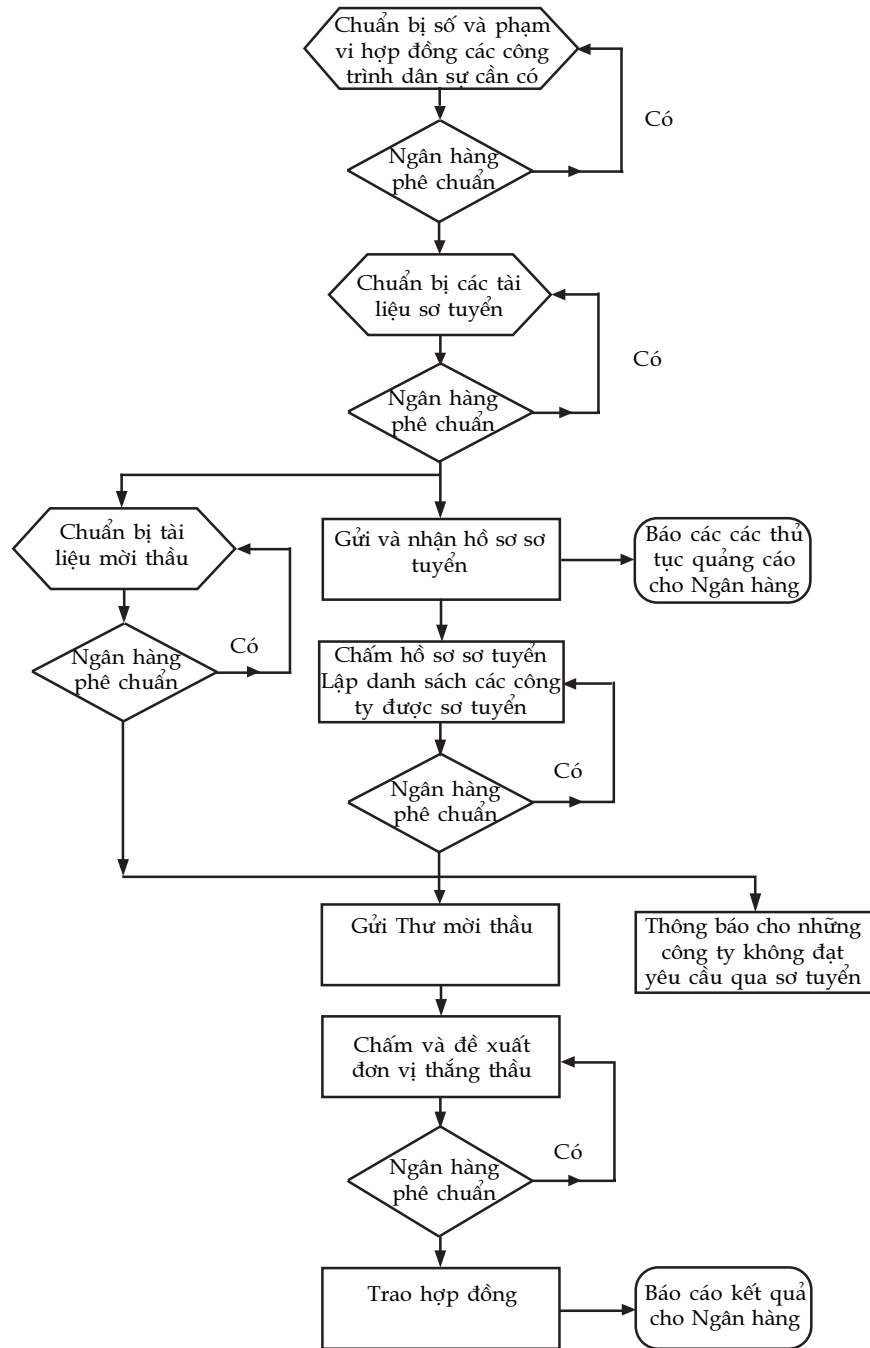 Chuẩn bị số và phạm
vi hợp đồng các công
trình dân sự cần có
Có
Ngân hàng
phê chuẩn
Chuẩn bị các tài
liệu sơ tuyển
Có
Ngân hàng
phê chuẩn
Chuẩn bị tài
liệu mời thầu
Gửi và nhận hồ sơ sơ
tuyển
Báo các các thủ
tục quảng cáo
cho Ngân hàng
Có
Ngân hàng
phê chuẩn
Chấm hồ sơ sơ tuyển
Lập danh sách các công
ty được sơ tuyển
Có
Ngân hàng
phê chuẩn
Gửi Thư mời thầu
Thông báo cho những
công ty không đạt
yêu cầu qua sơ tuyển
Chấm và đề xuất
đơn vị thắng thầu
Có
Ngân hàng
phê chuẩn
Trao hợp đồng
Báo cáo kết quả
cho Ngân hàng